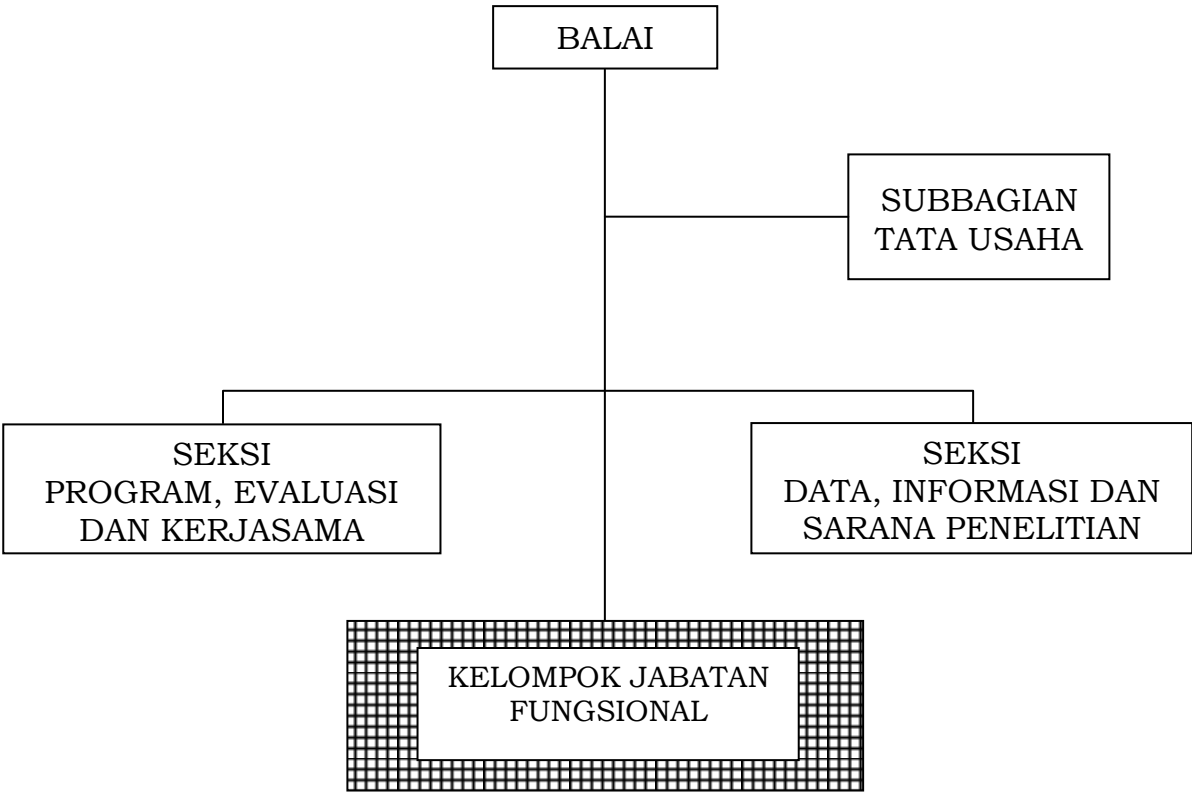 BALAI
SUBBAGIAN
TATA USAHA
SEKSI
PROGRAM, EVALUASI
DAN KERJASAMA
SEKSI
DATA, INFORMASI DAN
SARANA PENELITIAN
KELOMPOK JABATAN
FUNGSIONAL